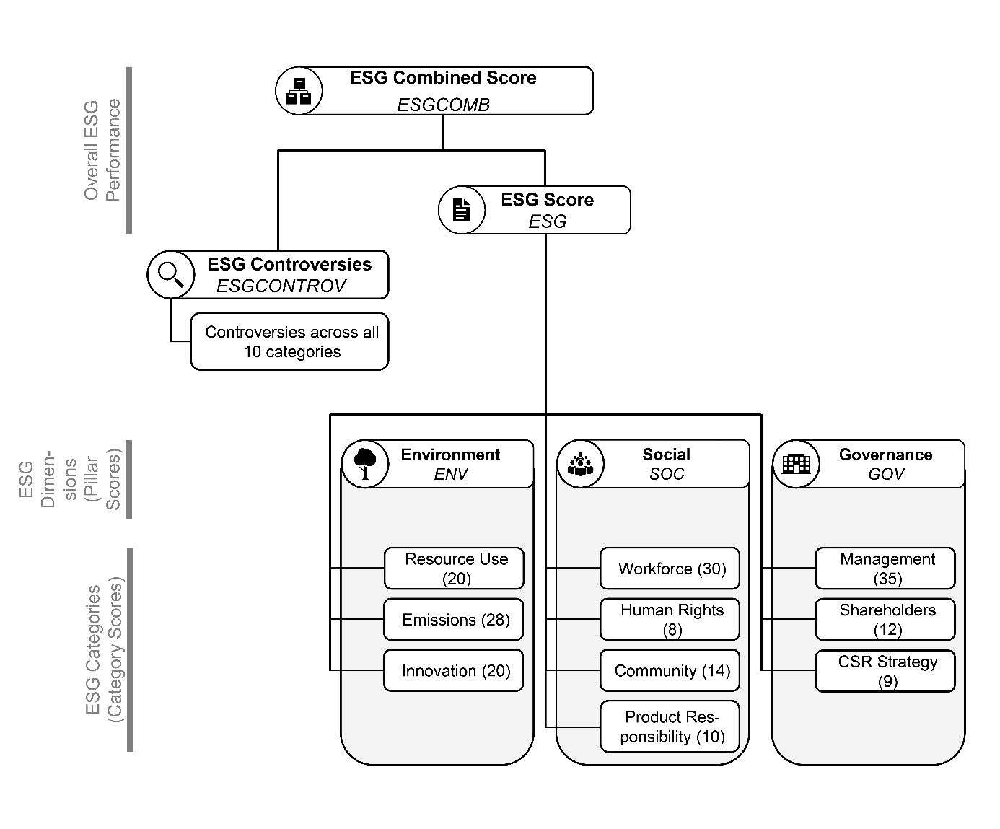 ESG Combined Score
ESGCOMB
Overall ESG
Performance
ESG Score
ESG
ESG Controversies
ESGCONTROV
Controversies across all
10 categories
ESG
Dimen-
sions
(Pillar
Scores)
Environment
ENV
Social
SOC
Governance
GOV
ESG Categories
(Category Scores)
Resource Use
(20)
Emissions (28)
Innovation (20)
Workforce (30)
Human Rights
(8)
Community (14)
Product Res-
ponsibility (10)
Management
(35)
Shareholders
(12)
CSR Strategy
(9)